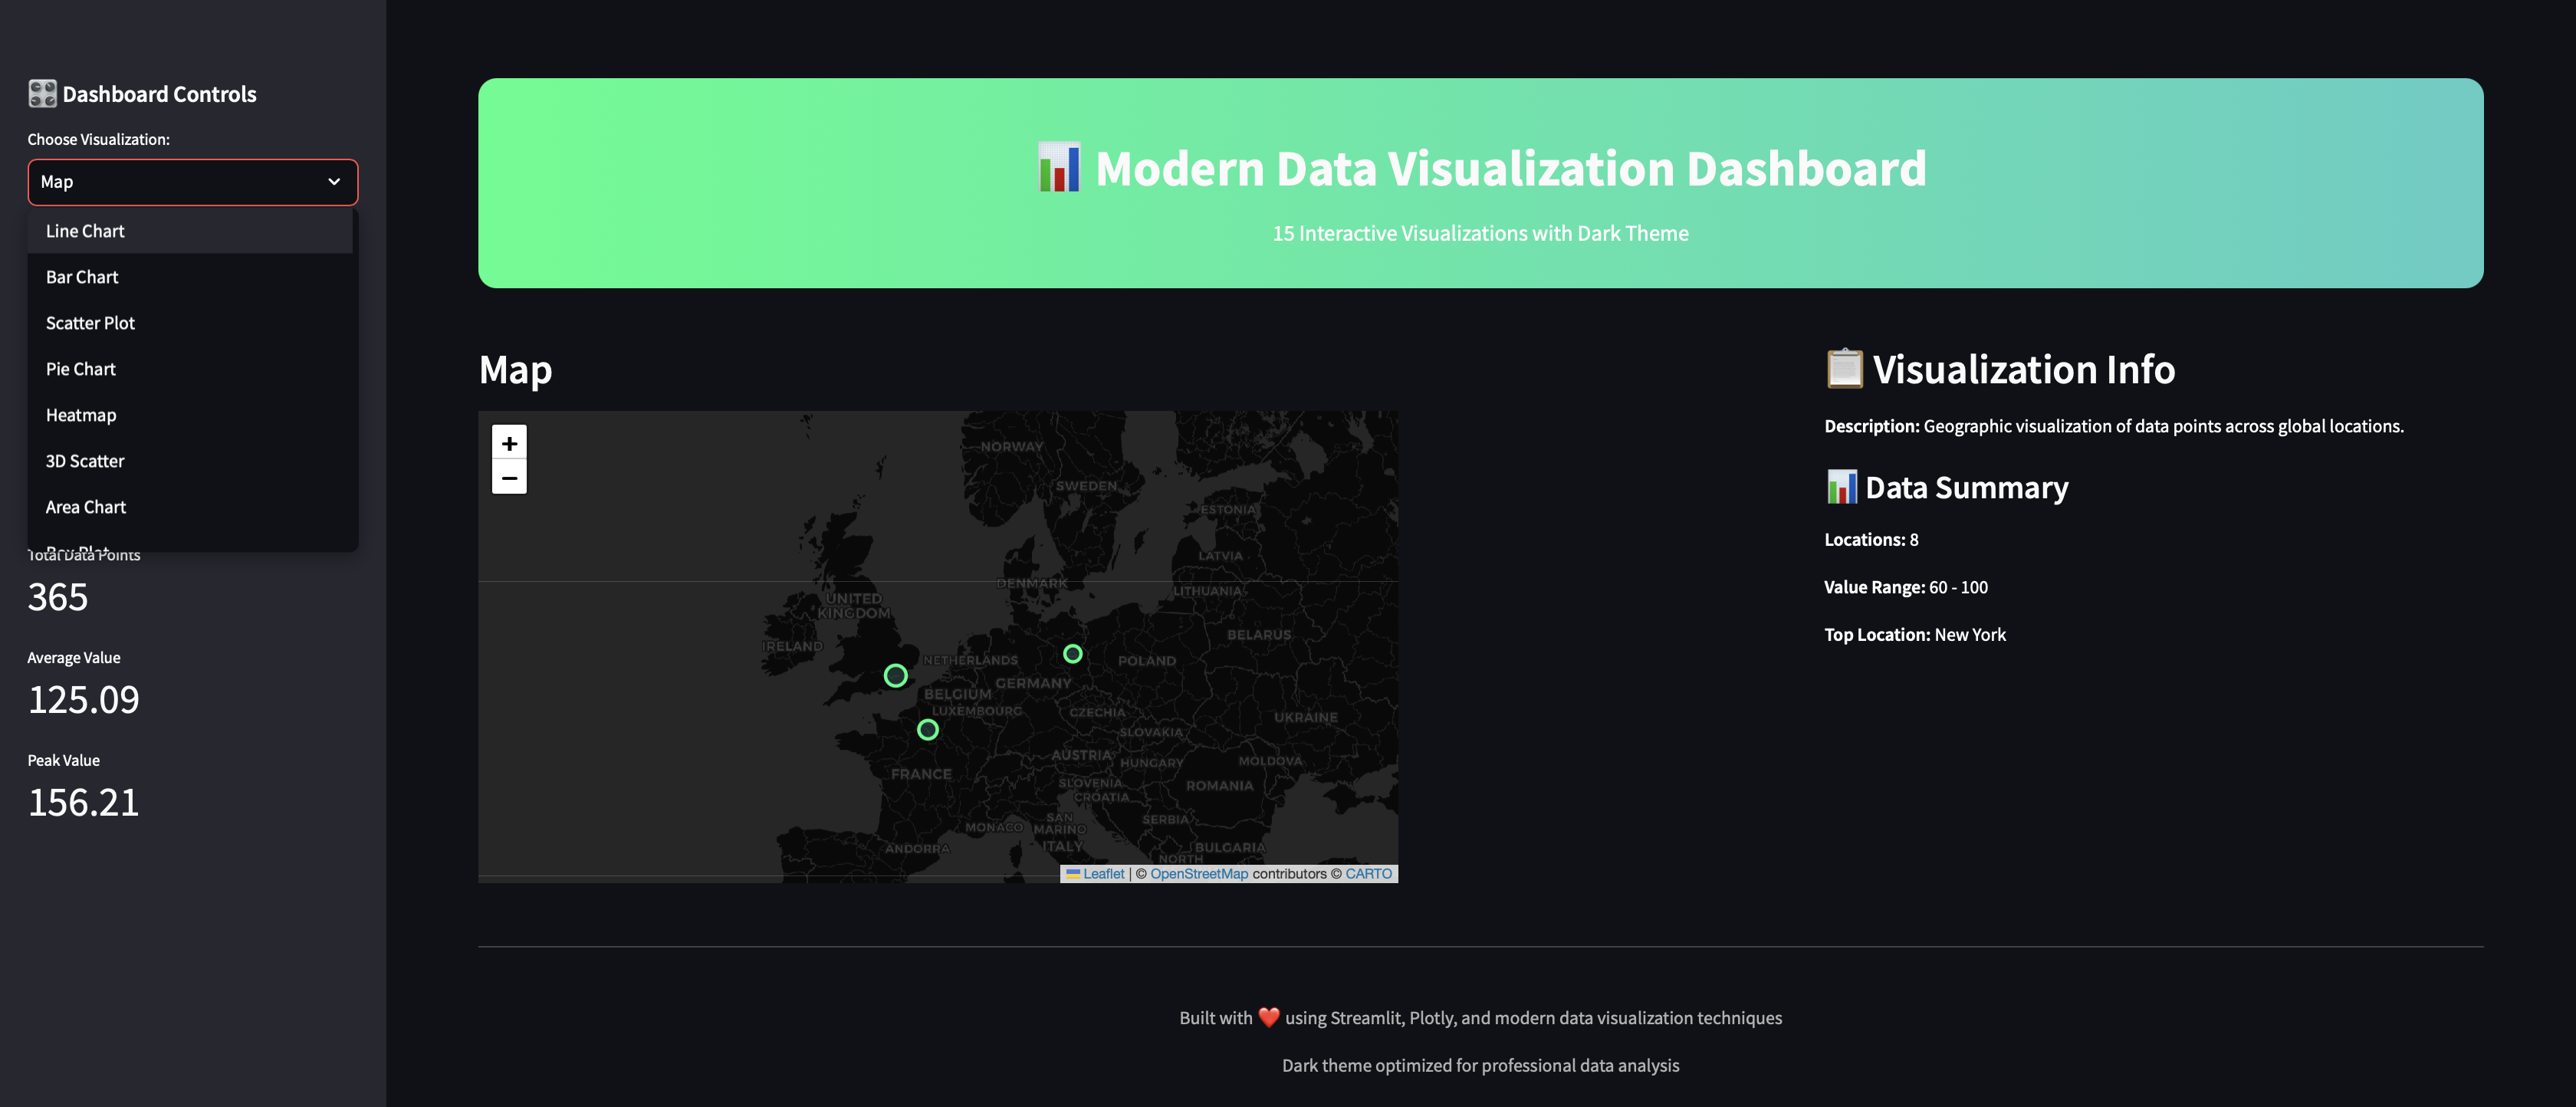 Dashboard Controls
Choose Visualization:
Map
Line Chart
Bar Chart
Scatter Plot
Pie Chart
Heatmap
3D Scatter
Area Chart
Box Plot
Total Data Points
365
Average Value
125.09
Peak Value
156.21
Modern Data Visualization Dashboard
15 Interactive Visualizations with Dark Theme
Map
+
−
NORWAY
SWEDEN
ESTONIA
LATVIA
DENMARK
LITHUANIA
UNITED
KINGDOM
BELARUS
IRELAND
NETHERLANDS
POLAND
GERMANY
BELGIUM
LUXEMBOURG
CZECHIA
UKRAINE
SLOVAKIA
AUSTRIA
HUNGARY
MOLDOVA
FRANCE
SLOVENIA
CROATIA
ROMANIA
MONACO
SAN
MARINO
SERBIA
ITALY
ANDORRA
BULGARIA
NORTH
Leaflet | © OpenStreetMap contributors © CARTO
Visualization Info
Description: Geographic visualization of data points across global locations.
Data Summary
Locations: 8
Value Range: 60 - 100
Top Location: New York
Built with ❤️ using Streamlit, Plotly, and modern data visualization techniques
Dark theme optimized for professional data analysis